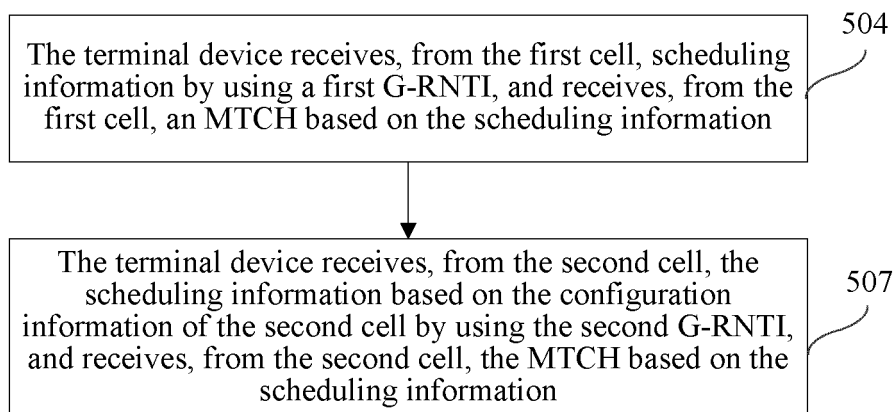 504
The terminal device receives, from the first cell, scheduling
information by using a first G-RNTI, and receives, from the
first cell, an MTCH based on the scheduling information
The terminal device receives, from the second cell, the
scheduling information based on the configuration
information of the second cell by using the second G-RNTI,
and receives, from the second cell, the MTCH based on the
scheduling information
507